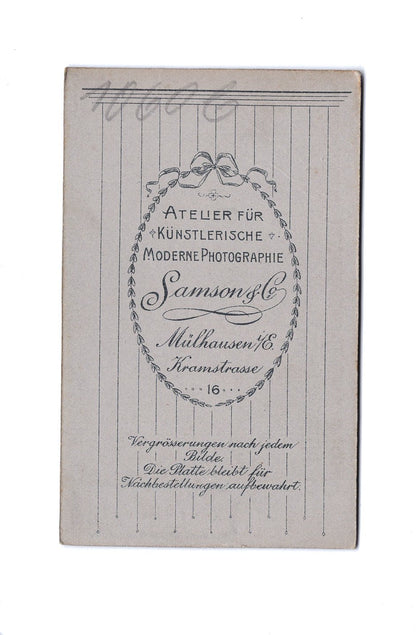 10606
ATELIER FÜR
KÜNSTLERISCHE
MODERNE PHOTOGRAPHIE
Samson & Co
Mülhausen i/E.
Kramstrasse
16
Vergrösserungen nach jedem
Bilde.
Die Platte bleibt für
Nachbestellungen aufbewahrt.